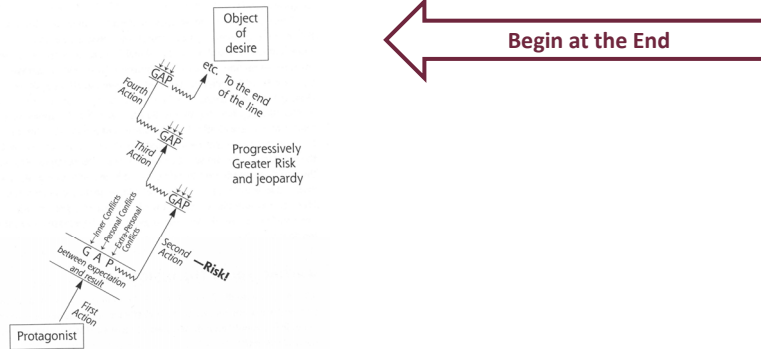 Object
of
desire
Begin at the End
GAP
etc. To the end
of the line
Fourth
Action
GAP
Third
Action
Progressively
Greater Risk
and jeopardy
GAP
Inner Conflicts
Personal Conflicts
Extra-Personal
Conflicts
G A P
between expectation
and result
Second
Action
—Risk!
First
Action
Protagonist